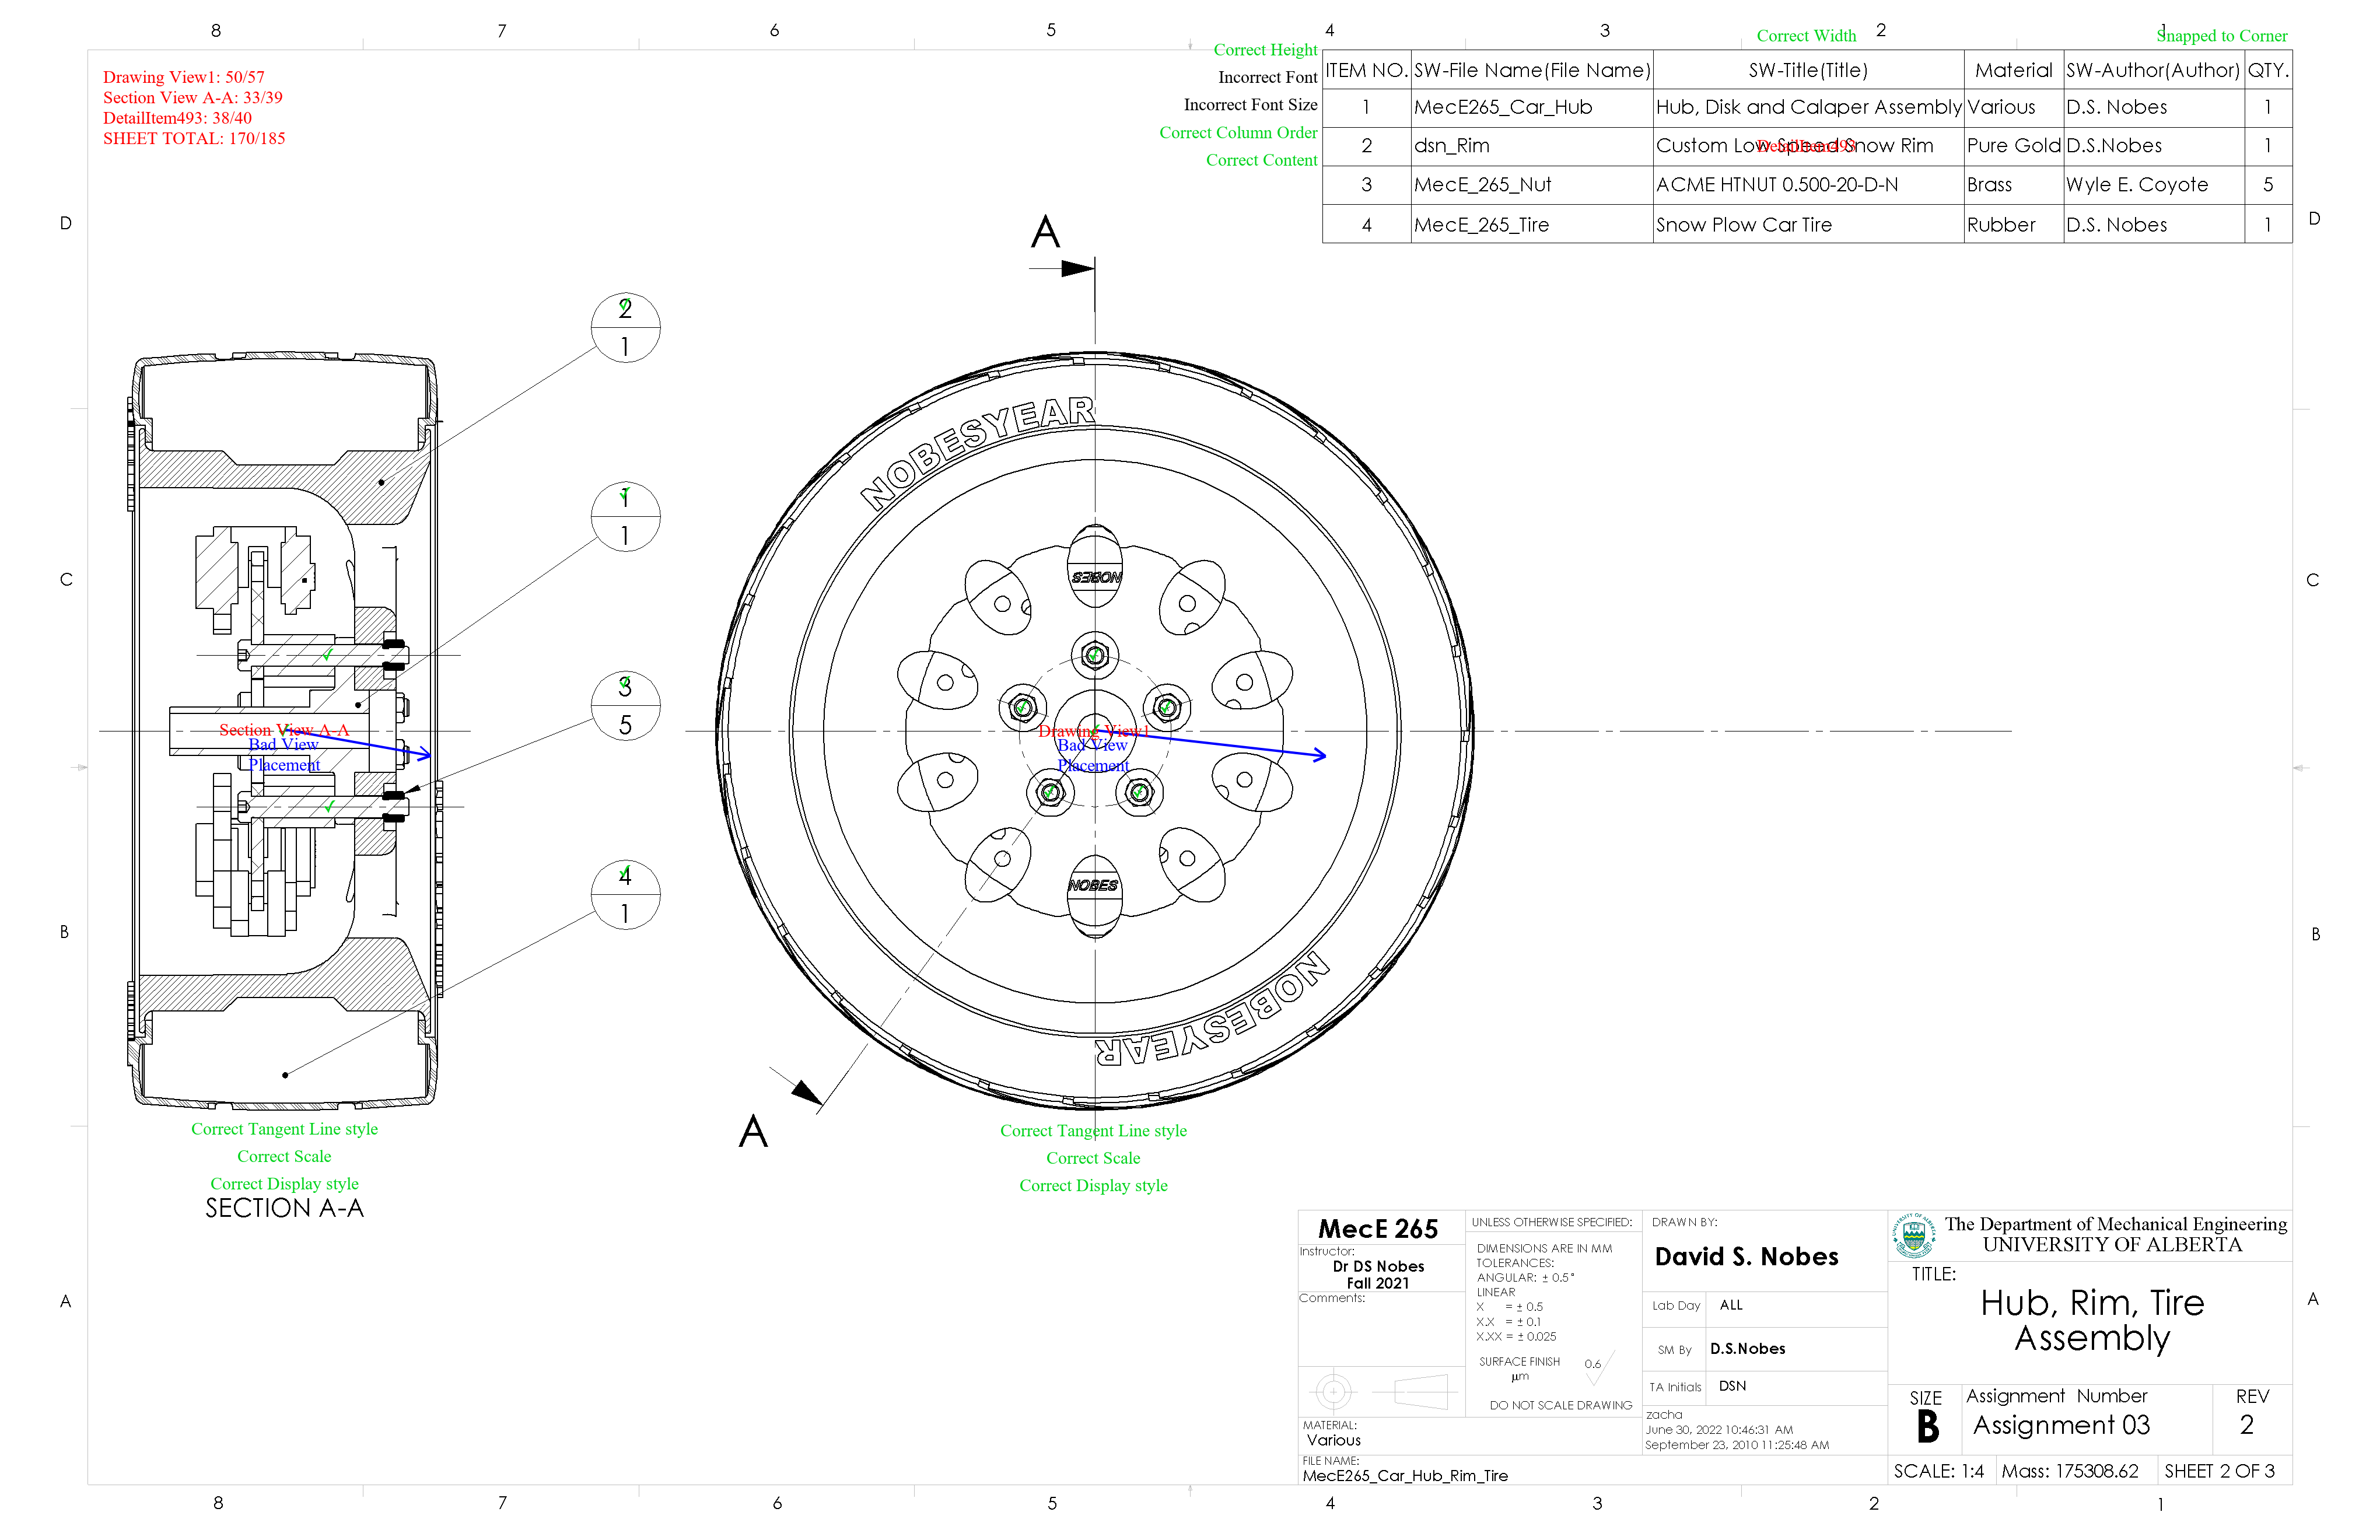 8 7 6 5 4 3 2 1
Drawing View1: 50/57
Section View A-A: 33/39
DetailItem493: 38/40
SHEET TOTAL: 170/185
Correct Height
Incorrect Font
Incorrect Font Size
Correct Column Order
Correct Content
Correct Width
Snapped to Corner
ITEM NO. SW-File Name(File Name) SW-Title(Title) Material SW-Author(Author) QTY.
1 MecE265_Car_Hub Hub, Disk and Calaper Assembly Various D.S. Nobes 1
2 dsn_Rim Custom Low Speed Snow Rim Pure Gold D.S.Nobes 1
DetailItem493
3 MecE_265_Nut ACME HTNUT 0.500-20-D-N Brass Wyle E. Coyote 5
4 MecE_265_Tire Snow Plow Car Tire Rubber D.S. Nobes 1
D D
A
2
1
NOBESYEAR
1
1
C C
NOBES
3
5
Section View A-A
Bad View
Placement
Drawing View1
Bad View
Placement
4
1
NOBES
B B
NOBESYEAR
A
Correct Tangent Line style
Correct Scale
Correct Display style
SECTION A-A
Correct Tangent Line style
Correct Scale
Correct Display style
A A
MecE 265
Instructor:
Dr DS Nobes
Fall 2021
Comments:
UNLESS OTHERWISE SPECIFIED:
DIMENSIONS ARE IN MM
TOLERANCES:
ANGULAR: ± 0.5°
LINEAR
X = ± 0.5
X.X = ± 0.1
X.XX = ± 0.025
SURFACE FINISH 0.6
µm
DO NOT SCALE DRAWING
MATERIAL:
Various
FILE NAME:
MecE265_Car_Hub_Rim_Tire
DRAWN BY:
David S. Nobes
Lab Day ALL
SM By D.S.Nobes
TA Initials DSN
zacha
June 30, 2022 10:46:31 AM
September 23, 2010 11:25:48 AM
UNIVERSITY OF ALBERTA
The Department of Mechanical Engineering
UNIVERSITY OF ALBERTA
TITLE:
Hub, Rim, Tire
Assembly
SIZE
B
Assignment Number
Assignment 03
REV
2
SCALE: 1:4 Mass: 175308.62 SHEET 2 OF 3
8 7 6 5 4 3 2 1